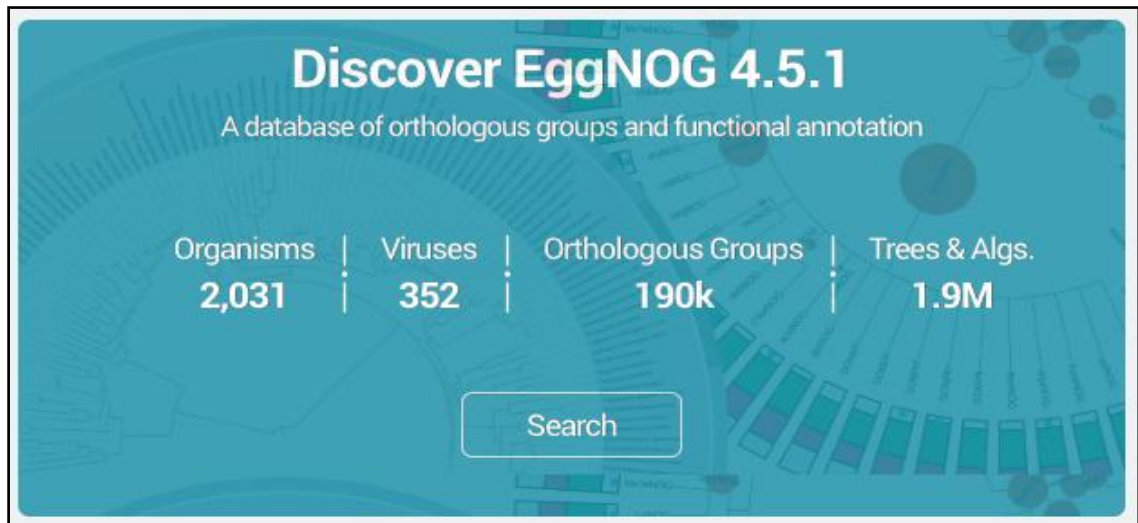 Discover EggNOG 4.5.1
A database of orthologous groups and functional annotation
Organisms | Viruses | Orthologous Groups | Trees & Algs.
2,031 | 352 | 190k | 1.9M
Search